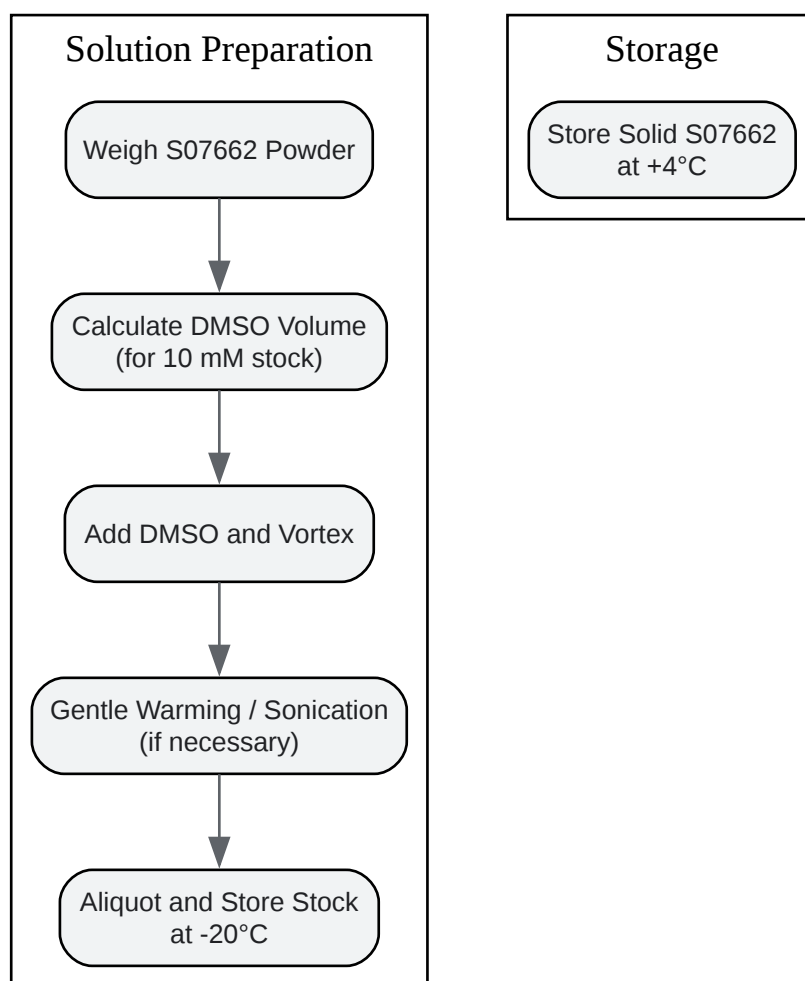 Solution Preparation
Weigh S07662 Powder
Calculate DMSO Volume
(for 10 mM stock)
Add DMSO and Vortex
Gentle Warming / Sonication
(if necessary)
Aliquot and Store Stock
at -20°C
Storage
Store Solid S07662
at +4°C